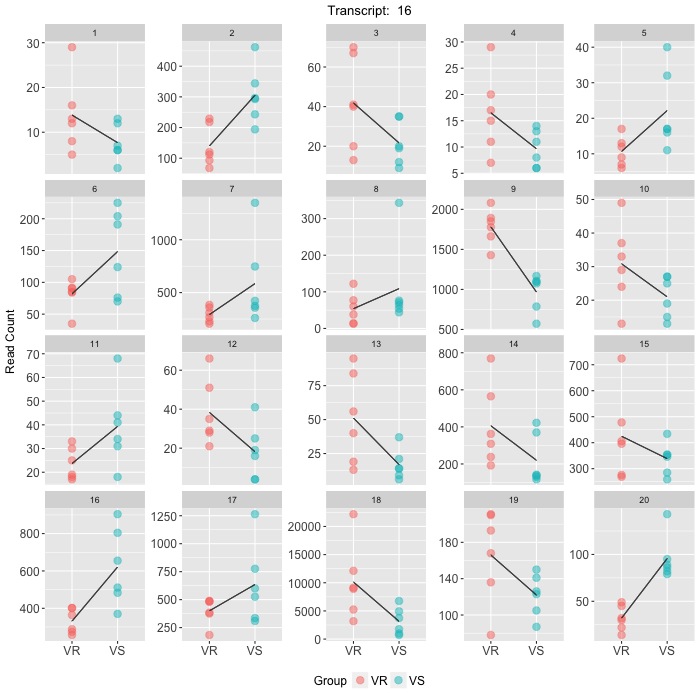 Transcript:  16
1 2 3 4 5
30 20 10
400 300 200 100
60 40 20
30 25 20 15 10 5
40 30 20 10
6 7 8 9 10
200 150 100 50
1000 500
300 200 100 0
2000 1500 1000 500
50 40 30 20
Read Count
11 12 13 14 15
70 60 50 40 30 20
60 40 20
75 50 25
800 600 400 200
700 600 500 400 300
16 17 18 19 20
800 600 400
1250 1000 750 500 250
20000 15000 10000 5000 0
180 140 100
100 50
VR VS VR VS VR VS VR VS VR VS
Group VR VS